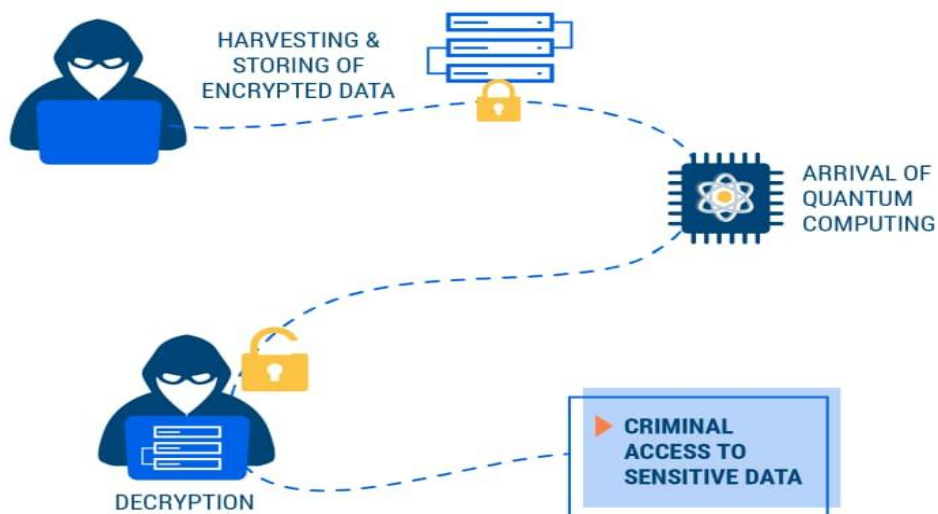 HARVESTING &
STORING OF
ENCRYPTED DATA
ARRIVAL OF
QUANTUM
COMPUTING
DECRYPTION
CRIMINAL
ACCESS TO
SENSITIVE DATA